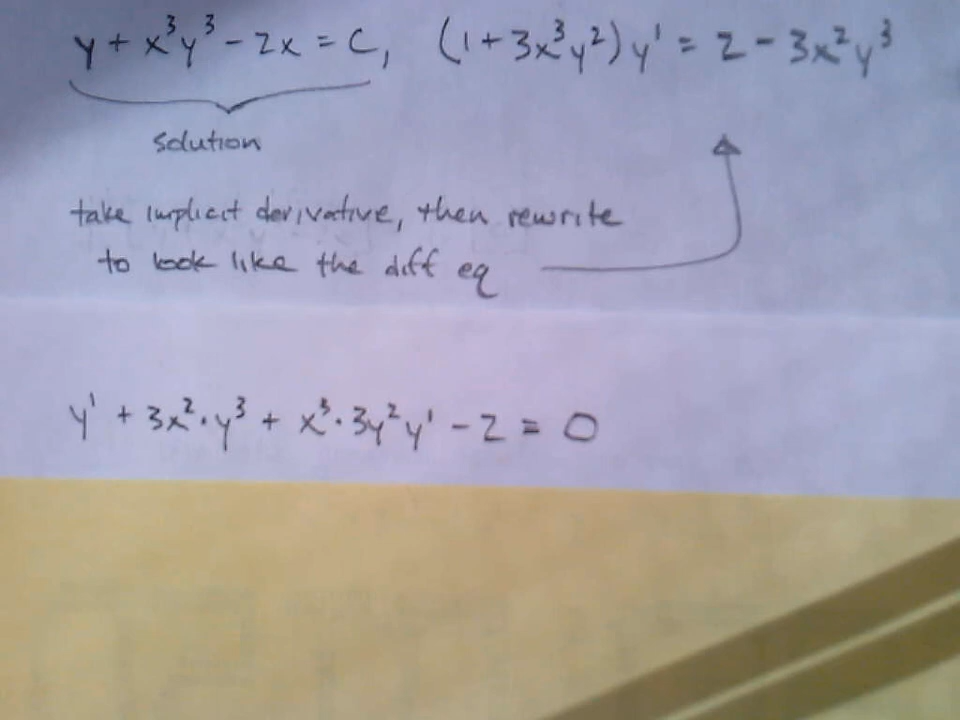 y + x³y³ - 2x = C, (1 + 3x³y²) y' = 2 - 3x²y³
solution
take implicit derivative, then rewrite
to look like the diff eq
y' + 3x²·y³ + x³·3y²y' - 2 = 0